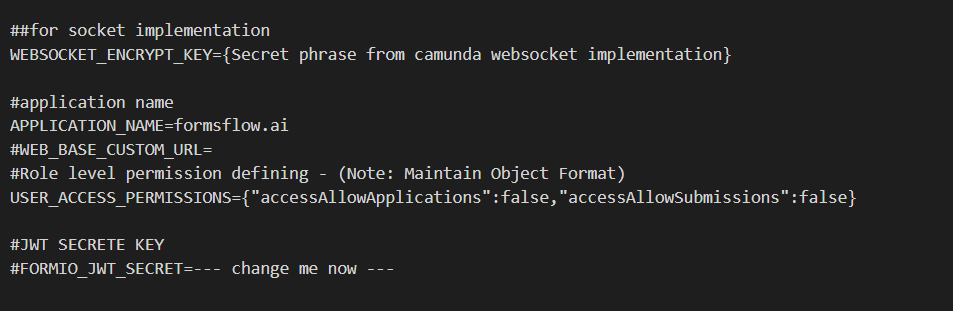 ##for socket implementation
WEBSOCKET_ENCRYPT_KEY={Secret phrase from camunda websocket implementation}
#application name
APPLICATION_NAME=formsflow.ai
#WEB_BASE_CUSTOM_URL=
#Role level permission defining - (Note: Maintain Object Format)
USER_ACCESS_PERMISSIONS={"accessAllowApplications":false,"accessAllowSubmissions":false}
#JWT SECRETE KEY
#FORMIO_JWT_SECRET=--- change me now ---